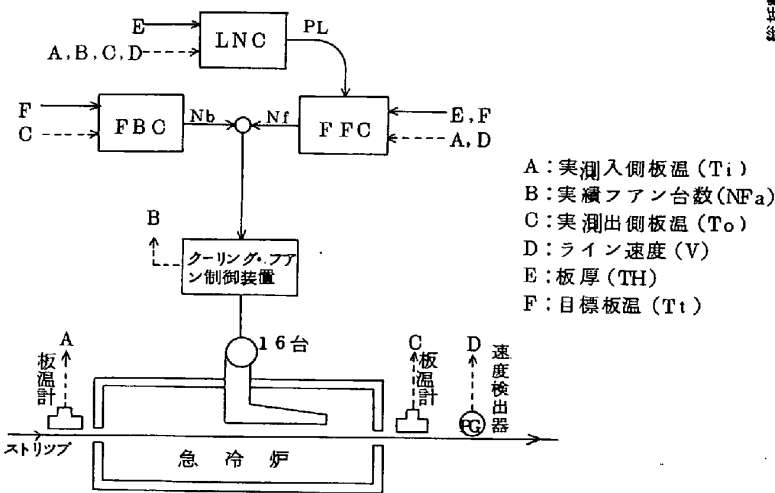 E
A, B, C, D
LNC
PL
F
C
FBC
Nb
Nf
FFC
E, F
A, D
B
クーリング・ファ
ン制御装置
A:実測入側板温(Ti)
B:実績ファン台数(NFa)
C:実測出側板温(To)
D:ライン速度(V)
E:板厚(TH)
F:目標板温(Tt)
16台
A
板温計
C
板温計
D
速度検出器
PG
ストリップ
急冷炉